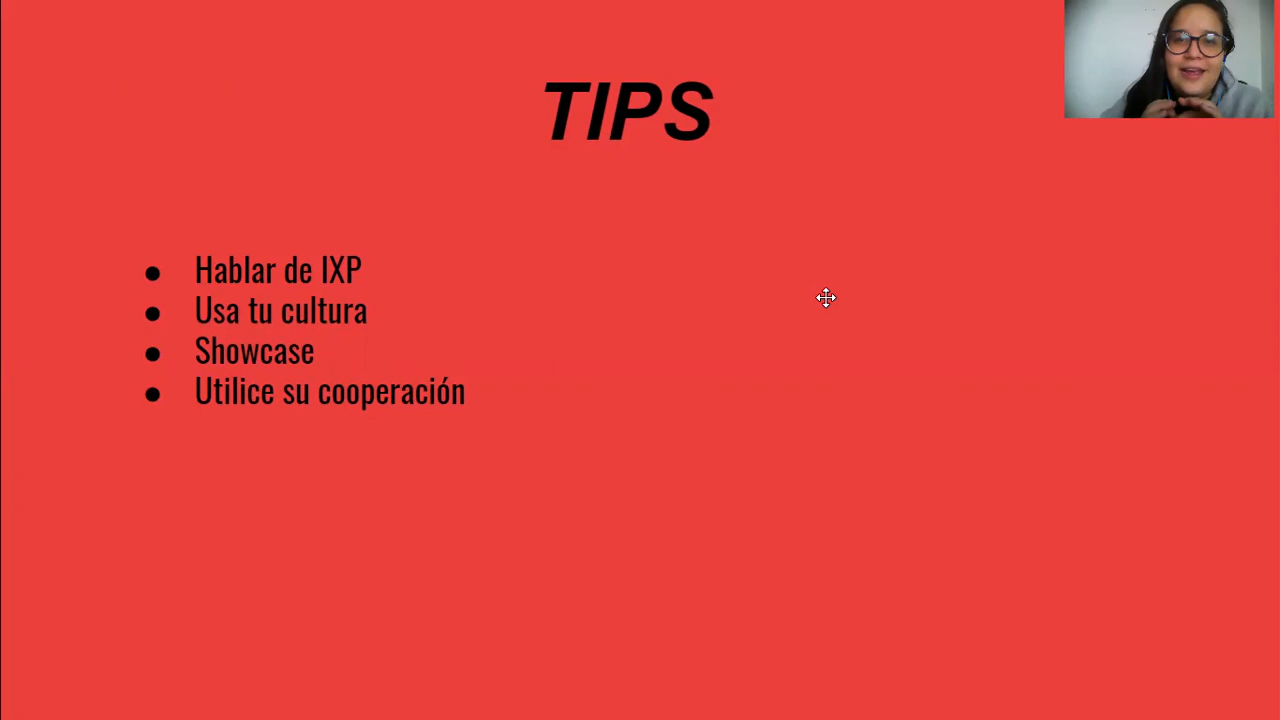 TIPS
● Hablar de IXP
● Usa tu cultura
● Showcase
● Utilice su cooperación